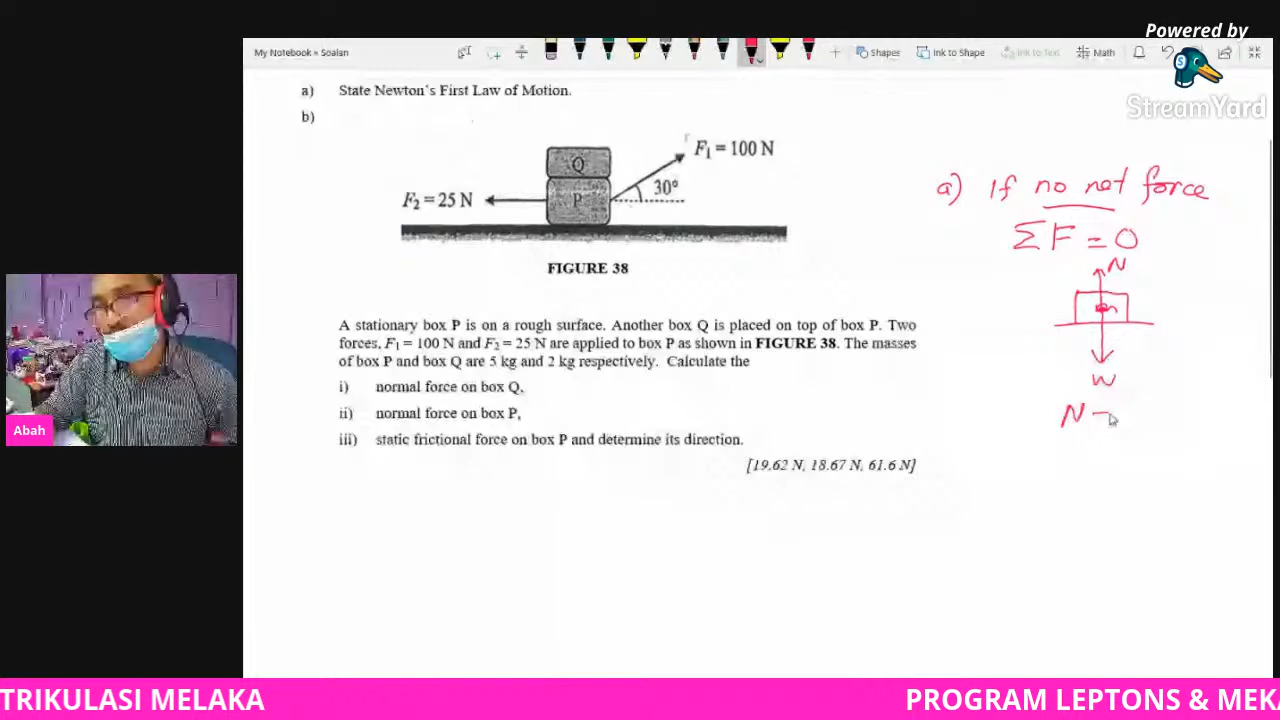 Powered by
StreamYard
My Notebook » Soalan
Shapes
Ink to Shape
Ink to Text
Math
a) State Newton's First Law of Motion.
b)
Q
P
F₁ = 100 N
30°
F₂ = 25 N
FIGURE 38
A stationary box P is on a rough surface. Another box Q is placed on top of box P. Two
forces, F₁ = 100 N and F₂ = 25 N are applied to box P as shown in FIGURE 38. The masses
of box P and box Q are 5 kg and 2 kg respectively. Calculate the
i) normal force on box Q,
ii) normal force on box P,
iii) static frictional force on box P and determine its direction.
[19.62 N, 18.67 N, 61.6 N]
a) If no net force
ΣF = 0
N
m
W
N –
Abah
TRIKULASI MELAKA
PROGRAM LEPTONS & MEKA